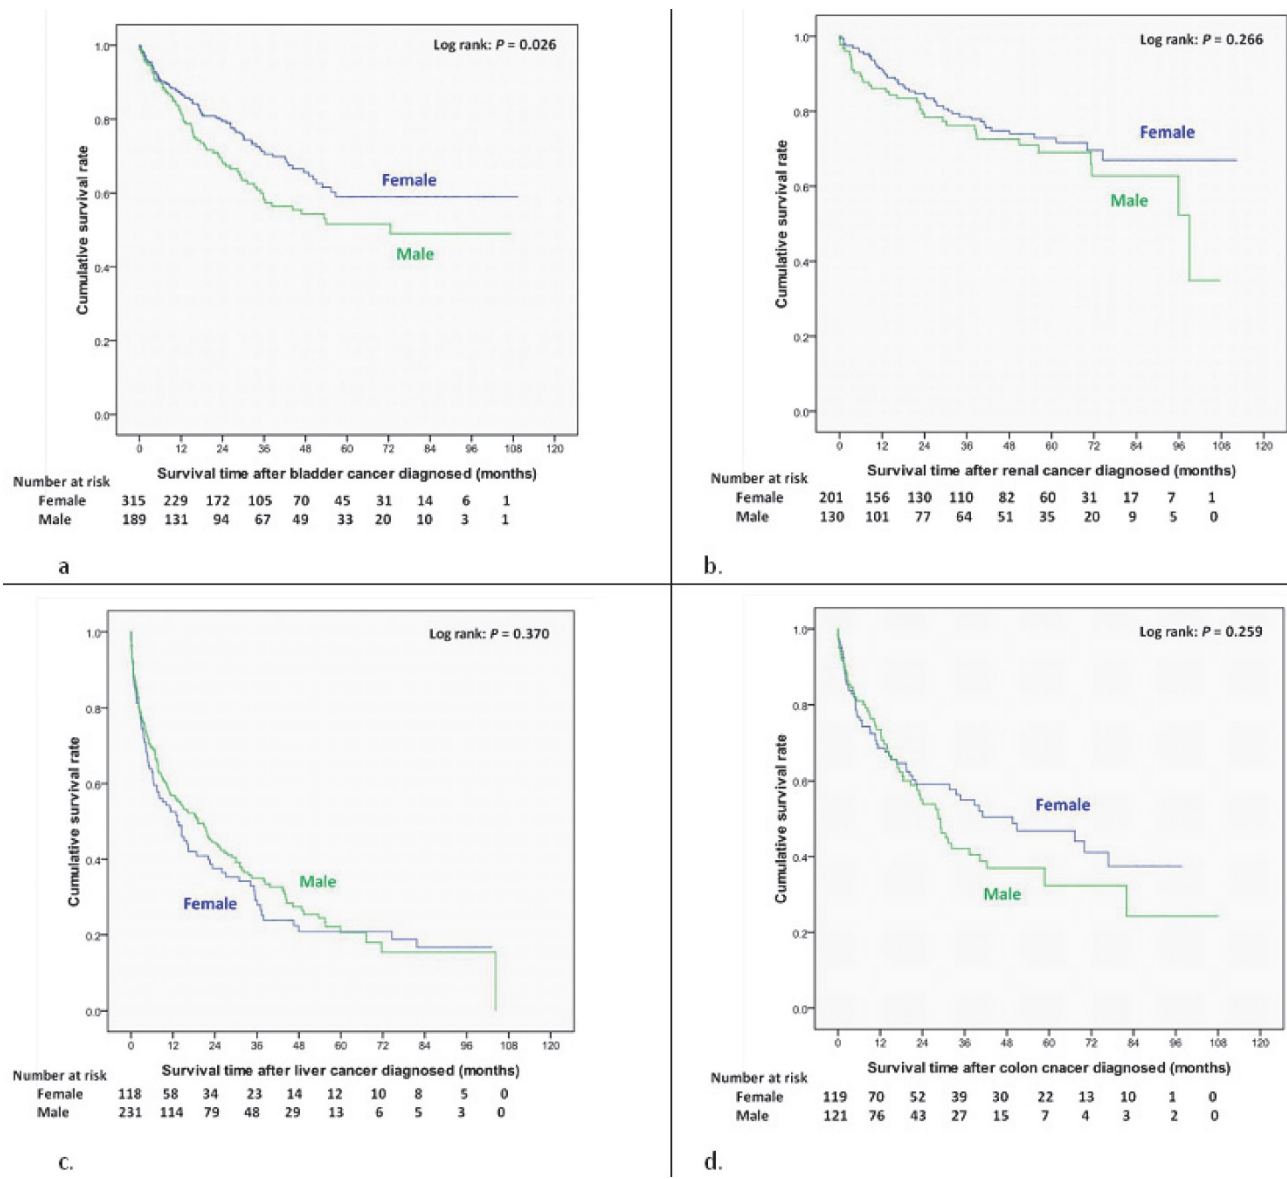 Log rank: P = 0.026
Cumulative survival rate
1.0
0.8
0.6
0.4
0.2
0.0
Female
Male
0 12 24 36 48 60 72 84 96 108 120
Survival time after bladder cancer diagnosed (months)
Number at risk
Female 315 229 172 105 70 45 31 14 6 1
Male 189 131 94 67 49 33 20 10 3 1
a
Log rank: P = 0.266
Cumulative survival rate
1.0
0.8
0.6
0.4
0.2
0.0
Female
Male
0 12 24 36 48 60 72 84 96 108 120
Survival time after renal cancer diagnosed (months)
Number at risk
Female 201 156 130 110 82 60 31 17 7 1
Male 130 101 77 64 51 35 20 9 5 0
b.
Log rank: P = 0.370
Cumulative survival rate
1.0
0.8
0.6
0.4
0.2
0.0
Male
Female
0 12 24 36 48 60 72 84 96 108 120
Survival time after liver cancer diagnosed (months)
Number at risk
Female 118 58 34 23 14 12 10 8 5 0
Male 231 114 79 48 29 13 6 5 3 0
c.
Log rank: P = 0.259
Cumulative survival rate
1.0
0.8
0.6
0.4
0.2
0.0
Female
Male
0 12 24 36 48 60 72 84 96 108 120
Survival time after colon cnacer diagnosed (months)
Number at risk
Female 119 70 52 39 30 22 13 10 1 0
Male 121 76 43 27 15 7 4 3 2 0
d.